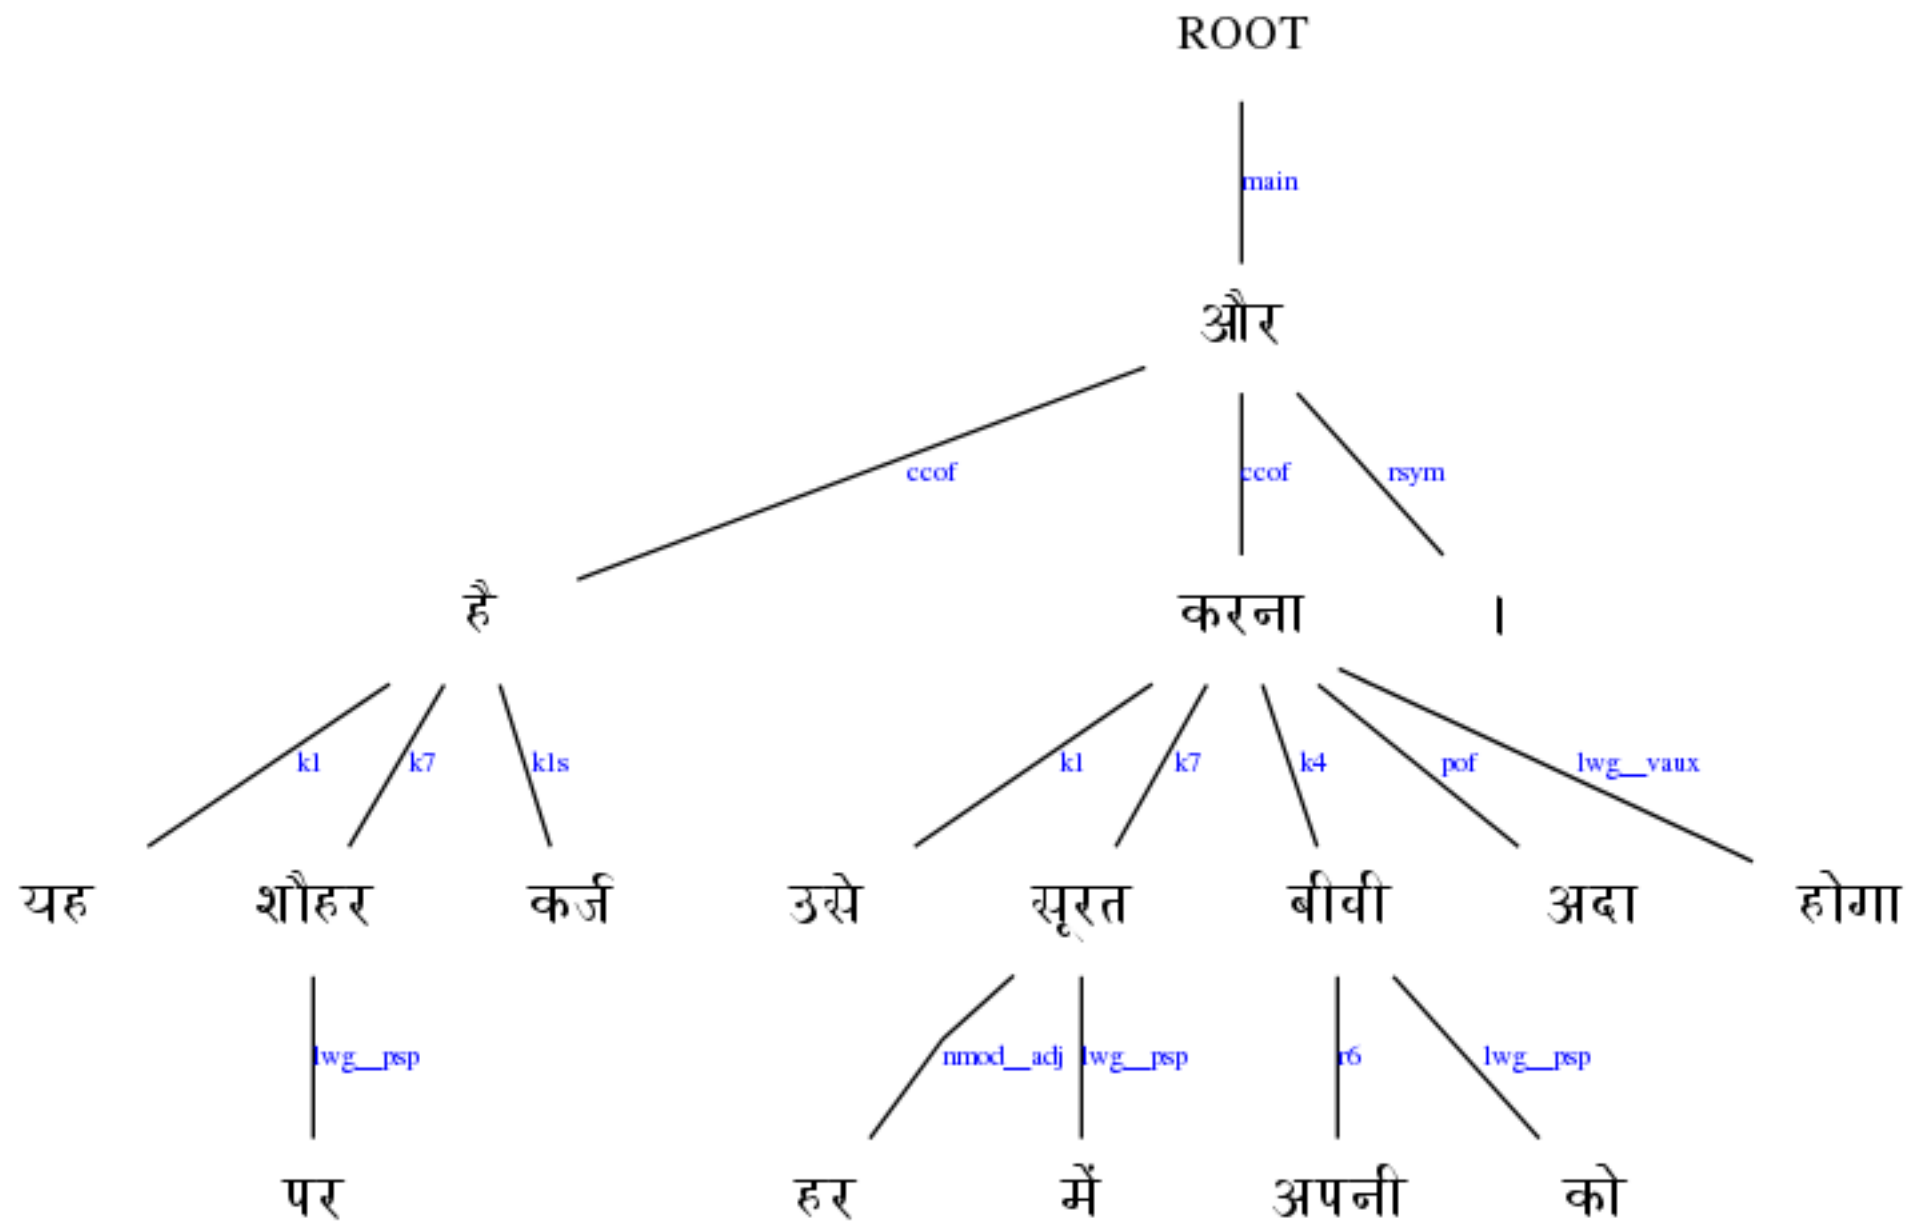 ROOT
main
और
ccof ccof rsym
है करना ।
k1 k7 k1s k1 k7 k4 pof lwg__vaux
यह शौहर कर्ज उसे सूरत बीवी अदा होगा
lwg__psp nmod__adj lwg__psp r6 lwg__psp
पर हर में अपनी को